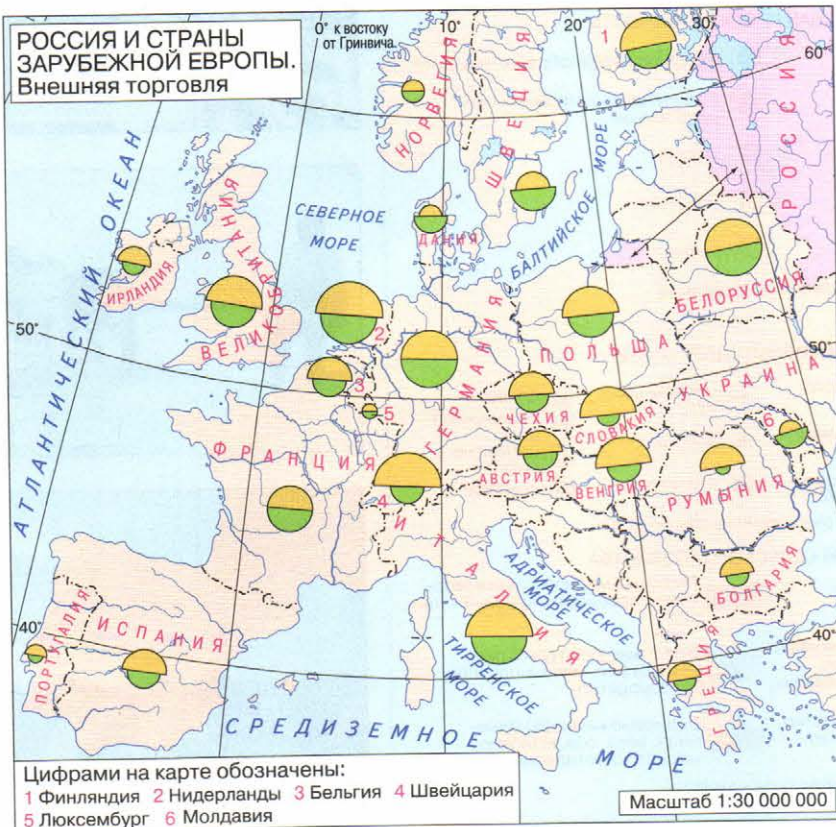 РОССИЯ И СТРАНЫ
ЗАРУБЕЖНОЙ ЕВРОПЫ.
Внешняя торговля
0° к востоку
от Гринвича
10°
20°
30°
60°
1
РОССИЯ
НОРВЕГИЯ
ШВЕЦИЯ
АТЛАНТИЧЕСКИЙ ОКЕАН
СЕВЕРНОЕ
МОРЕ
ДАНИЯ
БАЛТИЙСКОЕ МОРЕ
ИРЛАНДИЯ
ВЕЛИКОБРИТАНИЯ
БЕЛОРУССИЯ
50°
2
3
5
ГЕРМАНИЯ
ПОЛЬША
50°
УКРАИНА
ЧЕХИЯ
СЛОВАКИЯ
6
ФРАНЦИЯ
4
АВСТРИЯ
ВЕНГРИЯ
РУМЫНИЯ
ИТАЛИЯ
АДРИАТИЧЕСКОЕ
МОРЕ
БОЛГАРИЯ
40°
ПОРТУГАЛИЯ
ИСПАНИЯ
ТИРРЕНСКОЕ
МОРЕ
ГРЕЦИЯ
40°
СРЕДИЗЕМНОЕ МОРЕ
Цифрами на карте обозначены:
1 Финляндия 2 Нидерланды 3 Бельгия 4 Швейцария
5 Люксембург 6 Молдавия
Масштаб 1:30 000 000